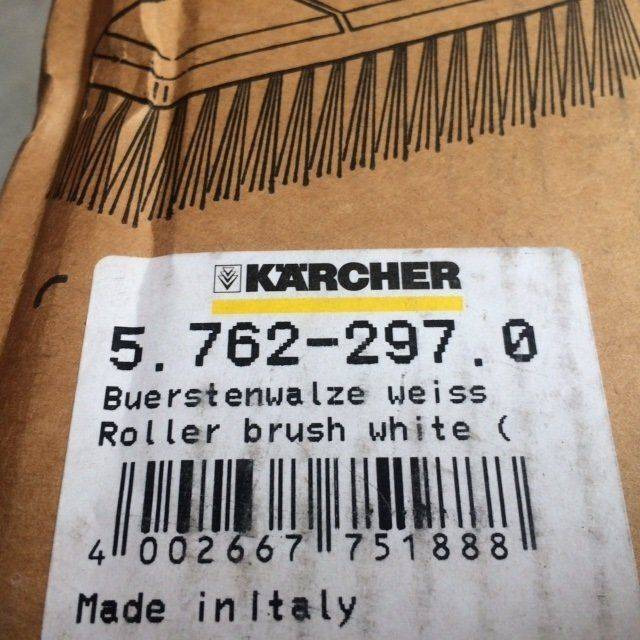 KÄRCHER
5.762-297.0
Buerstenwalze weiss
Roller brush white (
4 002667 751888
Made in Italy